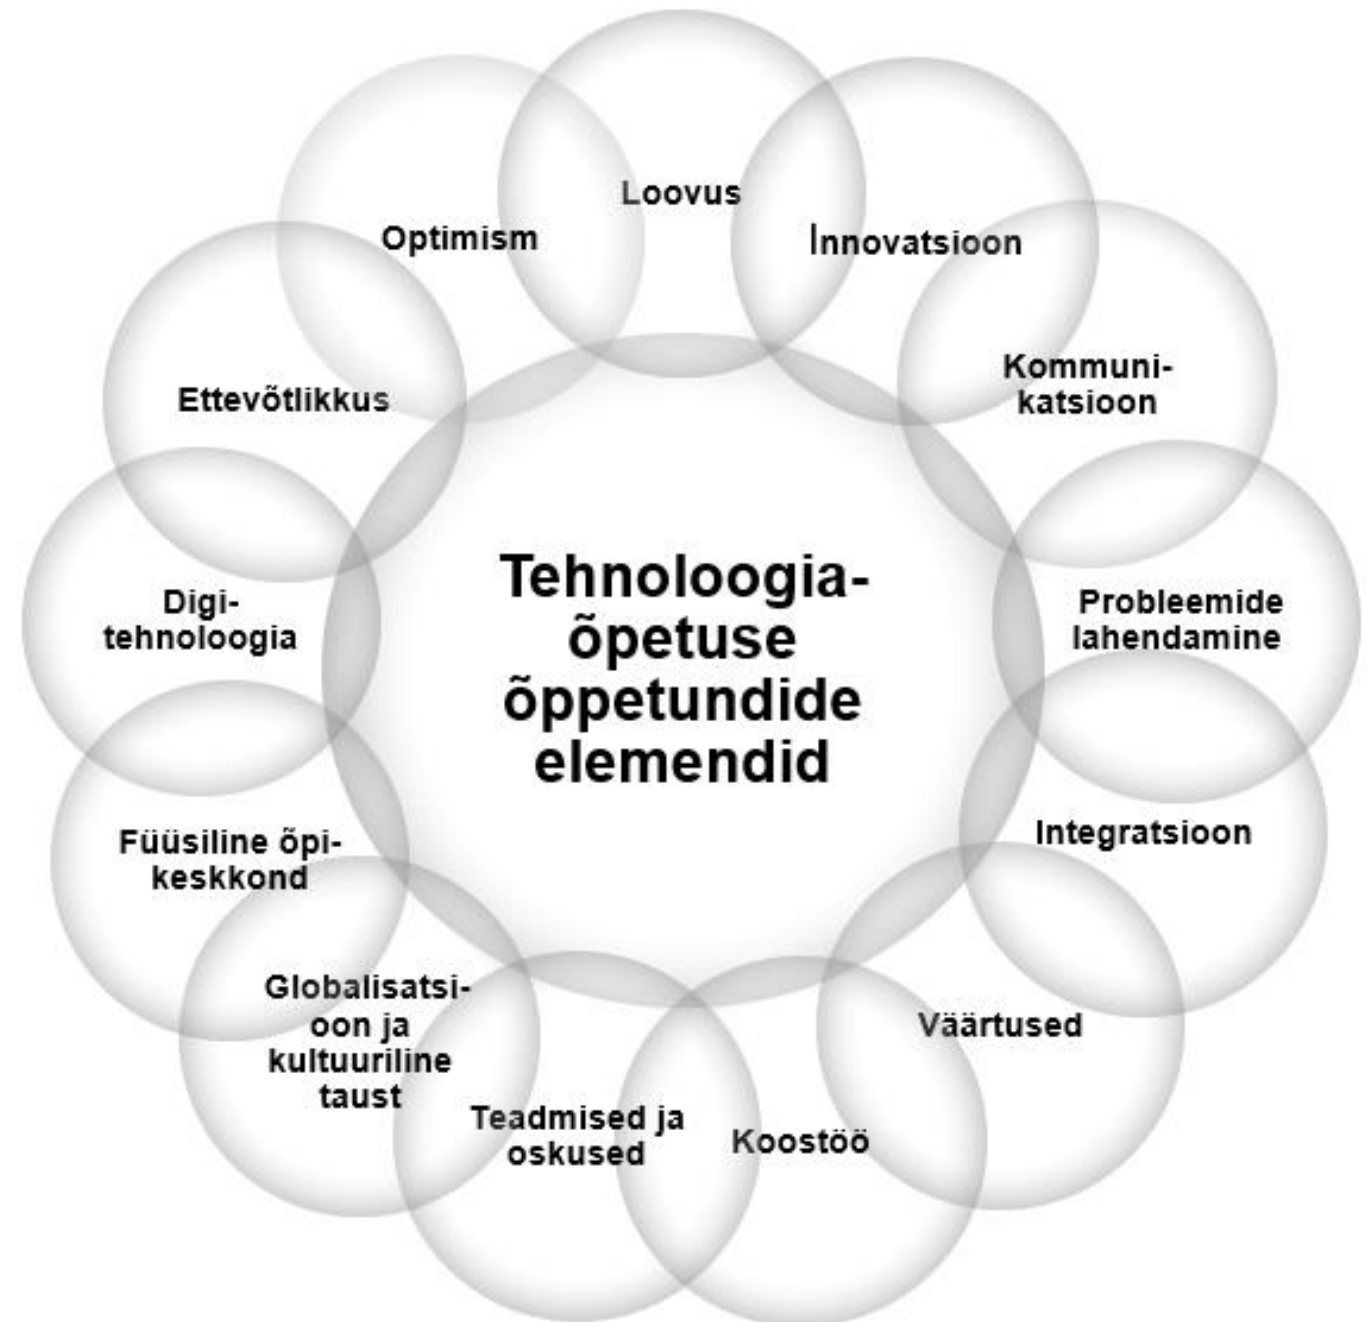 Loovus
Optimism
Innovatsioon
Kommuni-
katsioon
Ettevõtlikkus
Tehnoloogia-
õpetuse
õppetundide
elemendid
Digi-
tehnoloogia
Probleemide
lahendamine
Füüsiline õpi-
keskkond
Integratsioon
Globalisatsi-
oon ja
kultuuriline
taust
Väärtused
Teadmised ja
oskused
Koostöö